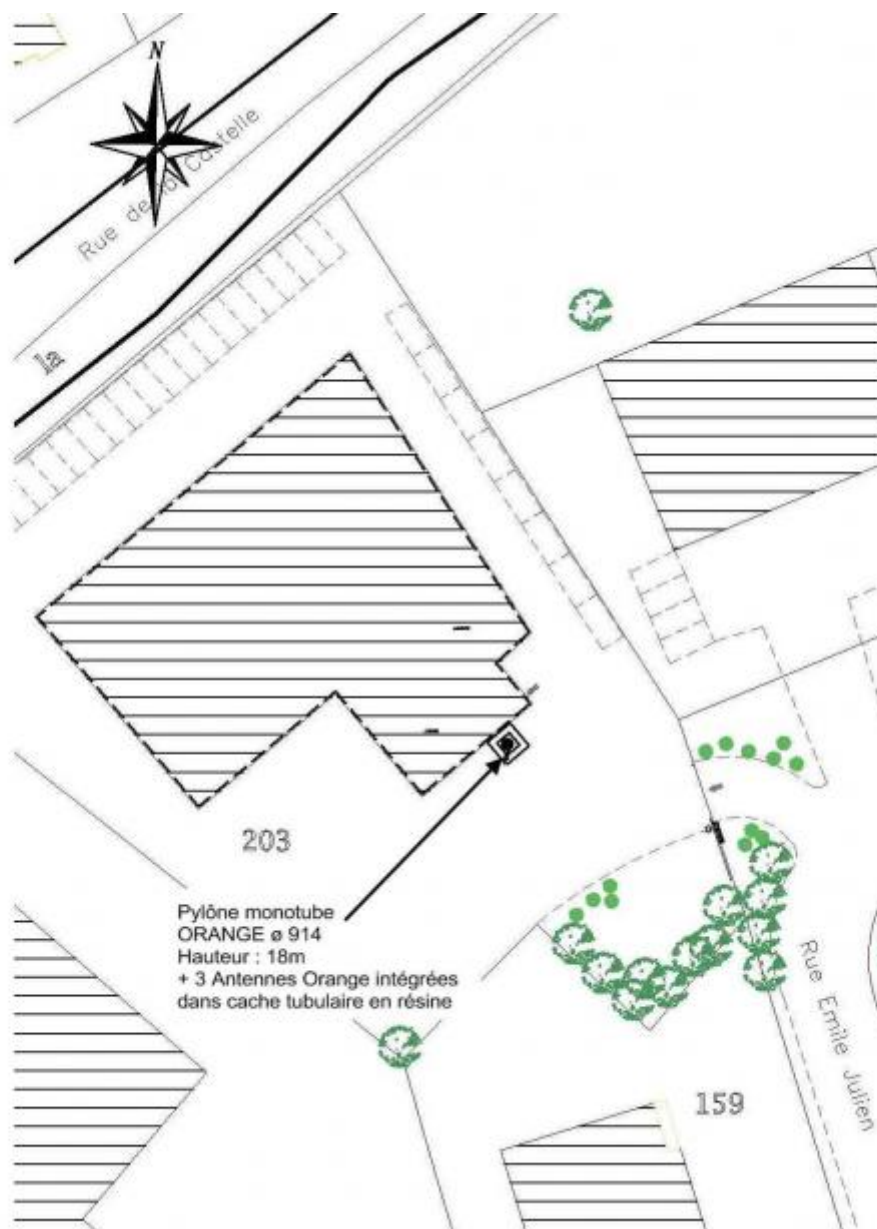 N
Rue de la Castelle
la
203
Pylône monotube
ORANGE ø 914
Hauteur : 18m
+ 3 Antennes Orange intégrées
dans cache tubulaire en résine
Rue Emile Julien
159